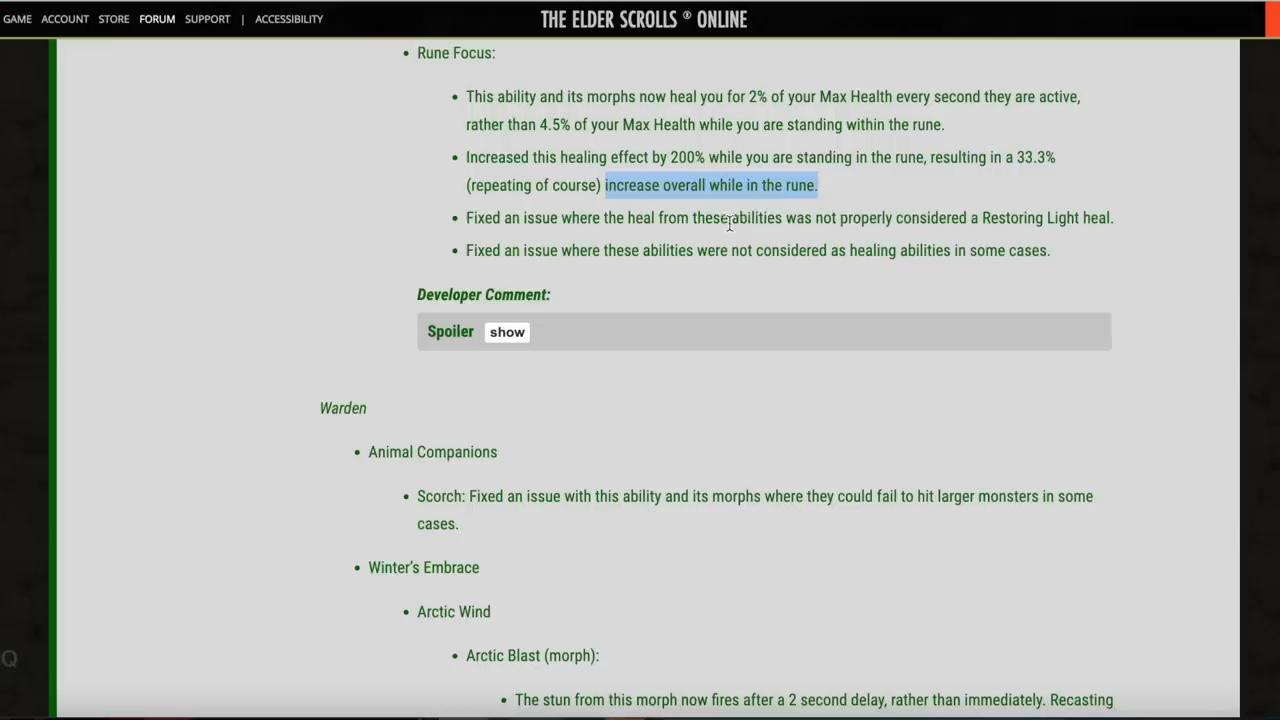 GAME ACCOUNT STORE FORUM SUPPORT | ACCESSIBILITY
THE ELDER SCROLLS ® ONLINE
• Rune Focus:
• This ability and its morphs now heal you for 2% of your Max Health every second they are active,
rather than 4.5% of your Max Health while you are standing within the rune.
• Increased this healing effect by 200% while you are standing in the rune, resulting in a 33.3%
(repeating of course) increase overall while in the rune.
• Fixed an issue where the heal from these abilities was not properly considered a Restoring Light heal.
• Fixed an issue where these abilities were not considered as healing abilities in some cases.
Developer Comment:
Spoiler show
Warden
• Animal Companions
• Scorch: Fixed an issue with this ability and its morphs where they could fail to hit larger monsters in some
cases.
• Winter’s Embrace
• Arctic Wind
Q
• Arctic Blast (morph):
• The stun from this morph now fires after a 2 second delay, rather than immediately. Recasting